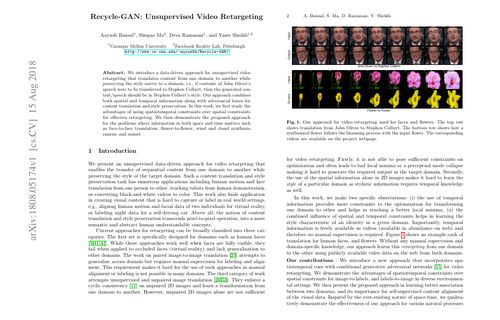 Recycle-GAN: Unsupervised Video Retargeting
Aayush Bansal¹, Shugao Ma², Deva Ramanan¹, and Yaser Sheikh¹,²
¹Carnegie Mellon University ²Facebook Reality Lab, Pittsburgh
http://www.cs.cmu.edu/~aayushb/Recycle-GAN/
arXiv:1808.05174v1 [cs.CV] 15 Aug 2018
Abstract. We introduce a data-driven approach for unsupervised video
retargeting that translates content from one domain to another while
preserving the style native to a domain, i.e., if contents of John Oliver's
speech were to be transferred to Stephen Colbert, then the generated con-
tent/speech should be in Stephen Colbert's style. Our approach combines
both spatial and temporal information along with adversarial losses for
content translation and style preservation. In this work, we first study the
advantages of using spatiotemporal constraints over spatial constraints
for effective retargeting. We then demonstrate the proposed approach
for the problems where information in both space and time matters such
as face-to-face translation, flower-to-flower, wind and cloud synthesis,
sunrise and sunset.
1 Introduction
We present an unsupervised data-driven approach for video retargeting that
enables the transfer of sequential content from one domain to another while
preserving the style of the target domain. Such a content translation and style
preservation task has numerous applications including human motion and face
translation from one person to other, teaching robots from human demonstration,
or converting black-and-white videos to color. This work also finds application
in creating visual content that is hard to capture or label in real world settings,
e.g., aligning human motion and facial data of two individuals for virtual reality,
or labeling night data for a self-driving car. Above all, the notion of content
translation and style preservation transcends pixel-to-pixel operation, into a more
semantic and abstract human understandable concepts.
Current approaches for retargeting can be broadly classified into three cat-
egories. The first set is specifically designed for domains such as human faces
While these approaches work well when faces are fully visible, they
fail when applied to occluded faces (virtual reality) and lack generalization to
other domains. The work on paired image-to-image translation attempts to
generalize across domain but requires manual supervision for labeling and align-
ment. This requirement makes it hard for the use of such approaches as manual
alignment or labeling is not possible in many domains. The third category of work
attempts unsupervised and unpaired image translation They enforce a
cyclic consistency on unpaired 2D images and learn a transformation from
one domain to another. However, unpaired 2D images alone are not sufficient
2 A. Bansal, S. Ma, D. Ramanan, Y. Sheikh
John Oliver to Stephen Colbert
Flower to flower
Fig. 1. Our approach for video retargeting used for faces and flowers. The top row
shows translation from John Oliver to Stephen Colbert. The bottom row shows how a
synthesized flower follows the blooming process with the input flower. The corresponding
videos are available on the project webpage.
for video retargeting. Firstly, it is not able to pose sufficient constraints on
optimization and often leads to bad local minima or a perceptual mode collapse
making it hard to generate the required output in the target domain. Secondly,
the use of the spatial information alone in 2D images makes it hard to learn the
style of a particular domain as stylistic information requires temporal knowledge
as well.
In this work, we make two specific observations: (i) the use of temporal
information provides more constraints to the optimization for transforming
one domain to other and helps in reaching a better local minima; (ii) the
combined influence of spatial and temporal constraints helps in learning the
style characteristic of an identity in a given domain. Importantly, temporal
information is freely available in videos (available in abundance on web) and
therefore no manual supervision is required. Figure 1 shows an example each of
translation for human faces, and flowers. Without any manual supervision and
domain-specific knowledge, our approach learns this retargeting from one domain
to the other using publicly available video data on the web from both domains.
Our contributions : We introduce a new approach that incorporates spatio-
temporal cues with conditional generative adversarial networks for video
retargeting. We demonstrate the advantages of spatiotemporal constraints over
spatial constraints for image-to-labels, and labels-to-image in diverse environmen-
tal settings. We then present the proposed approach in learning better association
between two domains, and its importance for self-supervised content alignment
of the visual data. Inspired by the ever-existing nature of space-time, we qualita-
tively demonstrate the effectiveness of our approach for various natural processes